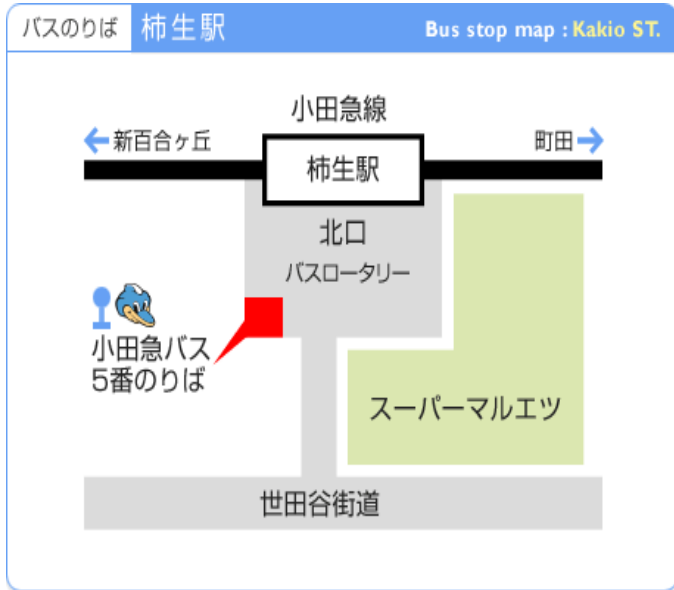 バスのりば 柿生駅 Bus stop map : Kakio ST.
小田急線
新百合ヶ丘
町田
柿生駅
北口
バスロータリー
小田急バス
5番のりば
スーパーマルエツ
世田谷街道